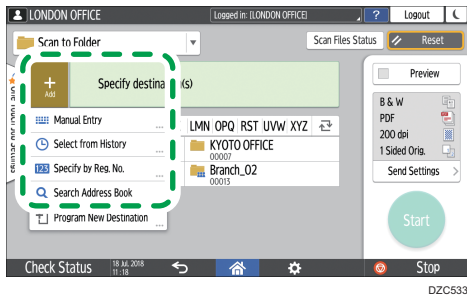 LONDON OFFICE
Logged in: [LONDON OFFICE]
?
Logout
Scan to Folder
Scan Files Status
Reset
Add
Specify destina
(s)
Preview
Manual Entry
...
Select from History
...
123 Specify by Reg. No.
...
Search Address Book
Program New Destination
...
LMN OPQ RST UVW XYZ
KYOTO OFFICE
00007
Branch_02
00013
B & W
PDF
200 dpi
1 Sided Orig.
Send Settings
Start
Check Status
18 Jul. 2018
11:18
Stop
DZC533